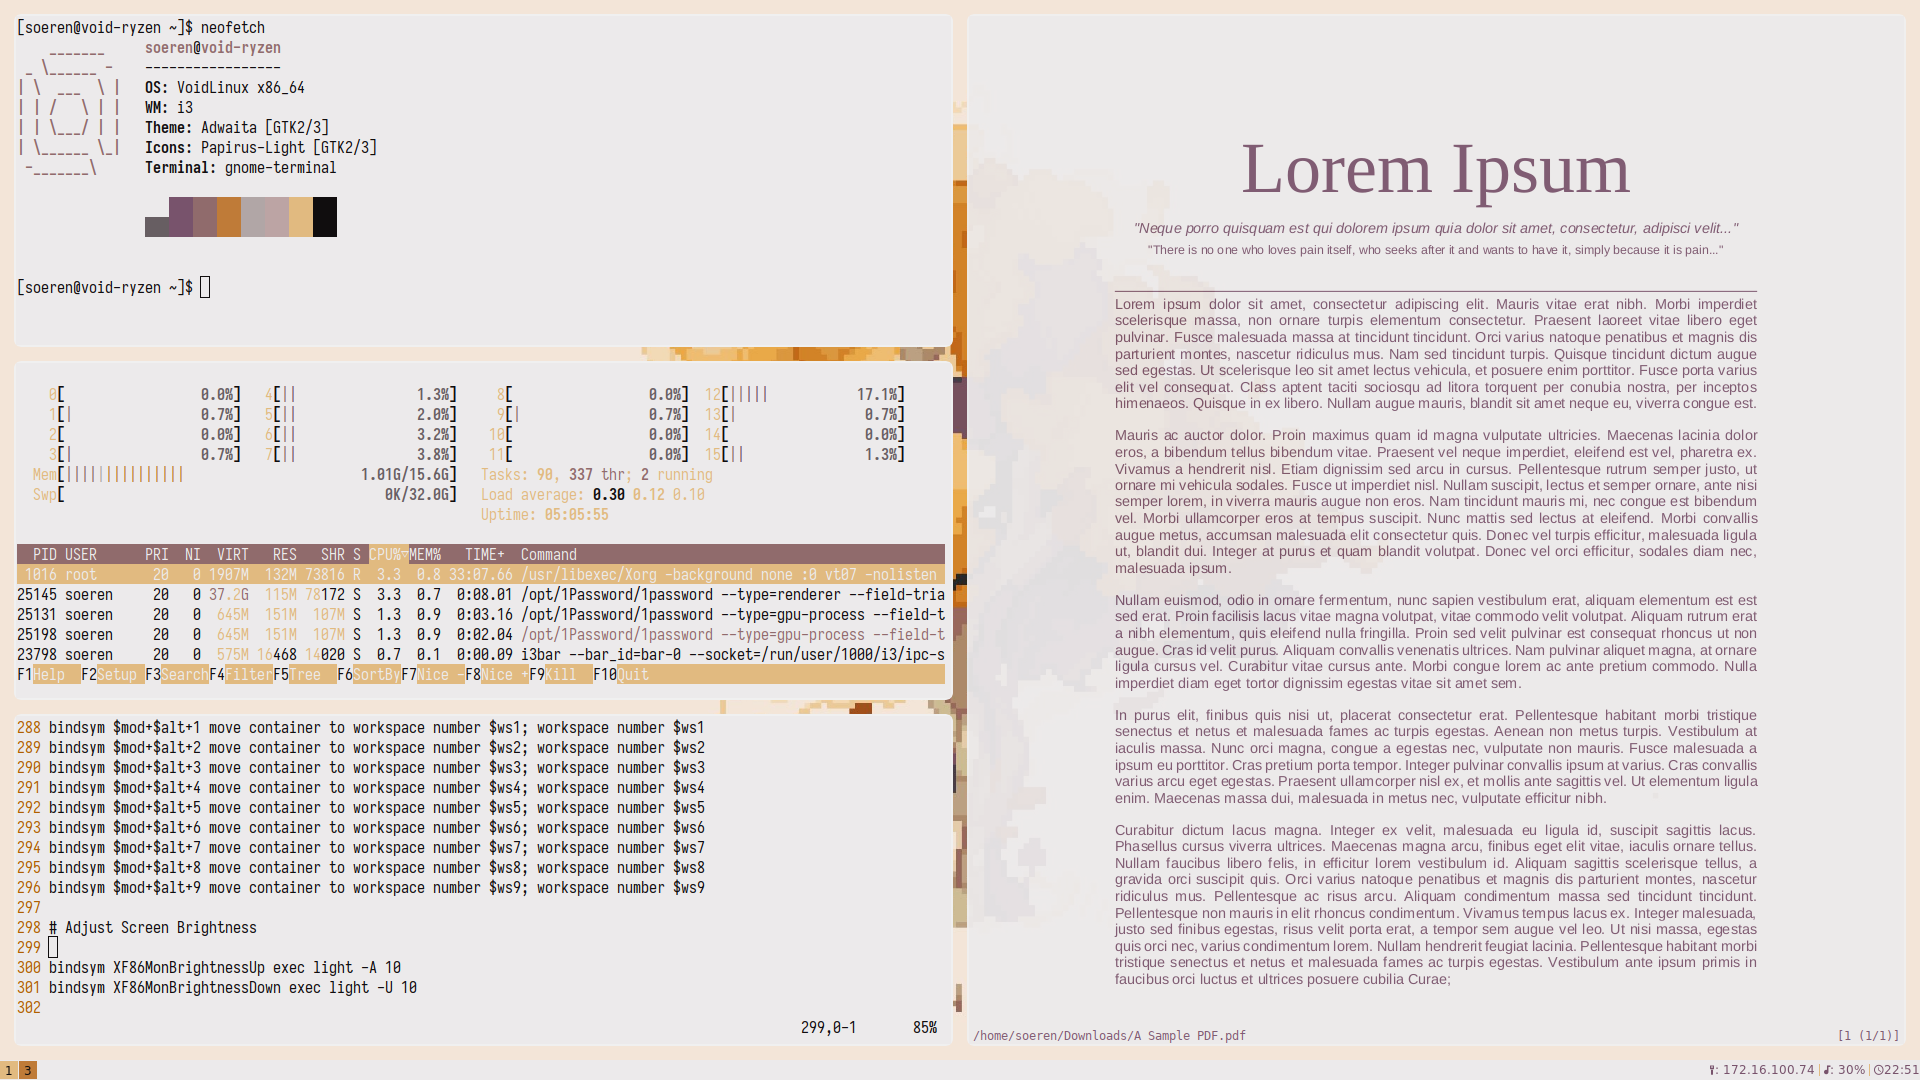 [soeren@void-ryzen ~]$ neofetch
soeren@void-ryzen
-----------------
OS: VoidLinux x86_64
WM: i3
Theme: Adwaita [GTK2/3]
Icons: Papirus-Light [GTK2/3]
Terminal: gnome-terminal
[soeren@void-ryzen ~]$
0[ 0.0%] 4[|| 1.3%] 8[ 0.0%] 12[||||| 17.1%]
1[| 0.7%] 5[|| 2.0%] 9[| 0.7%] 13[| 0.7%]
2[ 0.0%] 6[|| 3.2%] 10[ 0.0%] 14[ 0.0%]
3[| 0.7%] 7[|| 3.8%] 11[ 0.0%] 15[|| 1.3%]
Mem[||||||||||||||| 1.01G/15.6G] Tasks: 90, 337 thr; 2 running
Swp[ 0K/32.0G] Load average: 0.30 0.12 0.10
Uptime: 05:05:55
PID USER PRI NI VIRT RES SHR S CPU%▽MEM% TIME+ Command
1016 root 20 0 1907M 132M 73816 R 3.3 0.8 33:07.66 /usr/libexec/Xorg -background none :0 vt07 -nolisten
25145 soeren 20 0 37.2G 115M 78172 S 3.3 0.7 0:08.01 /opt/1Password/1password --type=renderer --field-tria
25131 soeren 20 0 645M 151M 107M S 1.3 0.9 0:03.16 /opt/1Password/1password --type=gpu-process --field-t
25198 soeren 20 0 645M 151M 107M S 1.3 0.9 0:02.04 /opt/1Password/1password --type=gpu-process --field-t
23798 soeren 20 0 575M 16468 14020 S 0.7 0.1 0:00.09 i3bar --bar_id=bar-0 --socket=/run/user/1000/i3/ipc-s
F1Help F2Setup F3SearchF4FilterF5Tree F6SortByF7Nice -F8Nice +F9Kill F10Quit
288 bindsym $mod+$alt+1 move container to workspace number $ws1; workspace number $ws1
289 bindsym $mod+$alt+2 move container to workspace number $ws2; workspace number $ws2
290 bindsym $mod+$alt+3 move container to workspace number $ws3; workspace number $ws3
291 bindsym $mod+$alt+4 move container to workspace number $ws4; workspace number $ws4
292 bindsym $mod+$alt+5 move container to workspace number $ws5; workspace number $ws5
293 bindsym $mod+$alt+6 move container to workspace number $ws6; workspace number $ws6
294 bindsym $mod+$alt+7 move container to workspace number $ws7; workspace number $ws7
295 bindsym $mod+$alt+8 move container to workspace number $ws8; workspace number $ws8
296 bindsym $mod+$alt+9 move container to workspace number $ws9; workspace number $ws9
297
298 # Adjust Screen Brightness
299
300 bindsym XF86MonBrightnessUp exec light -A 10
301 bindsym XF86MonBrightnessDown exec light -U 10
302
299,0-1 85%
Lorem Ipsum
"Neque porro quisquam est qui dolorem ipsum quia dolor sit amet, consectetur, adipisci velit..."
"There is no one who loves pain itself, who seeks after it and wants to have it, simply because it is pain..."
Lorem ipsum dolor sit amet, consectetur adipiscing elit. Mauris vitae erat nibh. Morbi imperdiet
scelerisque massa, non ornare turpis elementum consectetur. Praesent laoreet vitae libero eget
pulvinar. Fusce malesuada massa at tincidunt tincidunt. Orci varius natoque penatibus et magnis dis
parturient montes, nascetur ridiculus mus. Nam sed tincidunt turpis. Quisque tincidunt dictum augue
sed egestas. Ut scelerisque leo sit amet lectus vehicula, et posuere enim porttitor. Fusce porta varius
elit vel consequat. Class aptent taciti sociosqu ad litora torquent per conubia nostra, per inceptos
himenaeos. Quisque in ex libero. Nullam augue mauris, blandit sit amet neque eu, viverra congue est.
Mauris ac auctor dolor. Proin maximus quam id magna vulputate ultricies. Maecenas lacinia dolor
eros, a bibendum tellus bibendum vitae. Praesent vel neque imperdiet, eleifend est vel, pharetra ex.
Vivamus a hendrerit nisl. Etiam dignissim sed arcu in cursus. Pellentesque rutrum semper justo, ut
ornare mi vehicula sodales. Fusce ut imperdiet nisl. Nullam suscipit, lectus et semper ornare, ante nisi
semper lorem, in viverra mauris augue non eros. Nam tincidunt mauris mi, nec congue est bibendum
vel. Morbi ullamcorper eros at tempus suscipit. Nunc mattis sed lectus at eleifend. Morbi convallis
augue metus, accumsan malesuada elit consectetur quis. Donec vel turpis efficitur, malesuada ligula
ut, blandit dui. Integer at purus et quam blandit volutpat. Donec vel orci efficitur, sodales diam nec,
malesuada ipsum.
Nullam euismod, odio in ornare fermentum, nunc sapien vestibulum erat, aliquam elementum est est
sed erat. Proin facilisis lacus vitae magna volutpat, vitae commodo velit volutpat. Aliquam rutrum erat
a nibh elementum, quis eleifend nulla fringilla. Proin sed velit pulvinar est consequat rhoncus ut non
augue. Cras id velit purus. Aliquam convallis venenatis ultrices. Nam pulvinar aliquet magna, at ornare
ligula cursus vel. Curabitur vitae cursus ante. Morbi congue lorem ac ante pretium commodo. Nulla
imperdiet diam eget tortor dignissim egestas vitae sit amet sem.
In purus elit, finibus quis nisi ut, placerat consectetur erat. Pellentesque habitant morbi tristique
senectus et netus et malesuada fames ac turpis egestas. Aenean non metus turpis. Vestibulum at
iaculis massa. Nunc orci magna, congue a egestas nec, vulputate non mauris. Fusce malesuada a
ipsum eu porttitor. Cras pretium porta tempor. Integer pulvinar convallis ipsum at varius. Cras convallis
varius arcu eget egestas. Praesent ullamcorper nisl ex, et mollis ante sagittis vel. Ut elementum ligula
enim. Maecenas massa dui, malesuada in metus nec, vulputate efficitur nibh.
Curabitur dictum lacus magna. Integer ex velit, malesuada eu ligula id, suscipit sagittis lacus.
Phasellus cursus viverra ultrices. Maecenas magna arcu, finibus eget elit vitae, iaculis ornare tellus.
Nullam faucibus libero felis, in efficitur lorem vestibulum id. Aliquam sagittis scelerisque tellus, a
gravida orci suscipit quis. Orci varius natoque penatibus et magnis dis parturient montes, nascetur
ridiculus mus. Pellentesque ac risus arcu. Aliquam condimentum massa sed tincidunt tincidunt.
Pellentesque non mauris in elit rhoncus condimentum. Vivamus tempus lacus ex. Integer malesuada,
justo sed finibus egestas, risus velit porta erat, a tempor sem augue vel leo. Ut nisi massa, egestas
quis orci nec, varius condimentum lorem. Nullam hendrerit feugiat lacinia. Pellentesque habitant morbi
tristique senectus et netus et malesuada fames ac turpis egestas. Vestibulum ante ipsum primis in
faucibus orci luctus et ultrices posuere cubilia Curae;
/home/soeren/Downloads/A Sample PDF.pdf [1 (1/1)]
1 3 : 172.16.100.74 | : 30% | 22:51